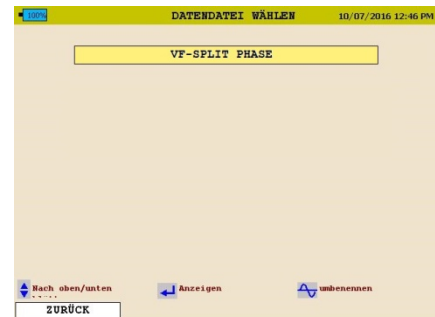 100%
DATENDATEI WÄHLEN
10/07/2016 12:46 PM
VF-SPLIT PHASE
Nach oben/unten
Anzeigen
umbenennen
ZURÜCK